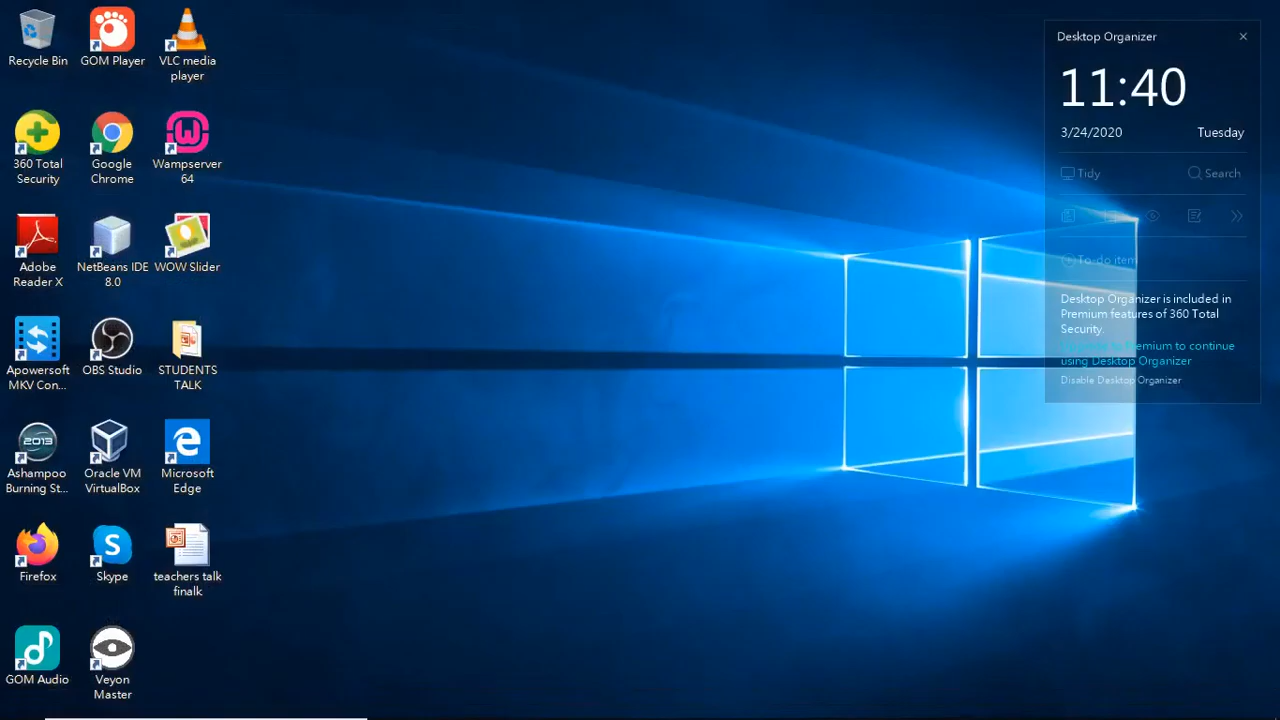 Recycle Bin
GOM Player
VLC media
player
360 Total
Security
Google
Chrome
Wampserver
64
Adobe
Reader X
NetBeans IDE
8.0
WOW Slider
Apowersoft
MKV Con...
OBS Studio
STUDENTS
TALK
2013
Ashampoo
Burning St...
Oracle VM
VirtualBox
Microsoft
Edge
Firefox
Skype
teachers talk
finalk
GOM Audio
Veyon
Master
Desktop Organizer
11:40
3/24/2020 Tuesday
Tidy Search
To-do item
Desktop Organizer is included in
Premium features of 360 Total
Security.
Upgrade to Premium to continue
using Desktop Organizer
Disable Desktop Organizer